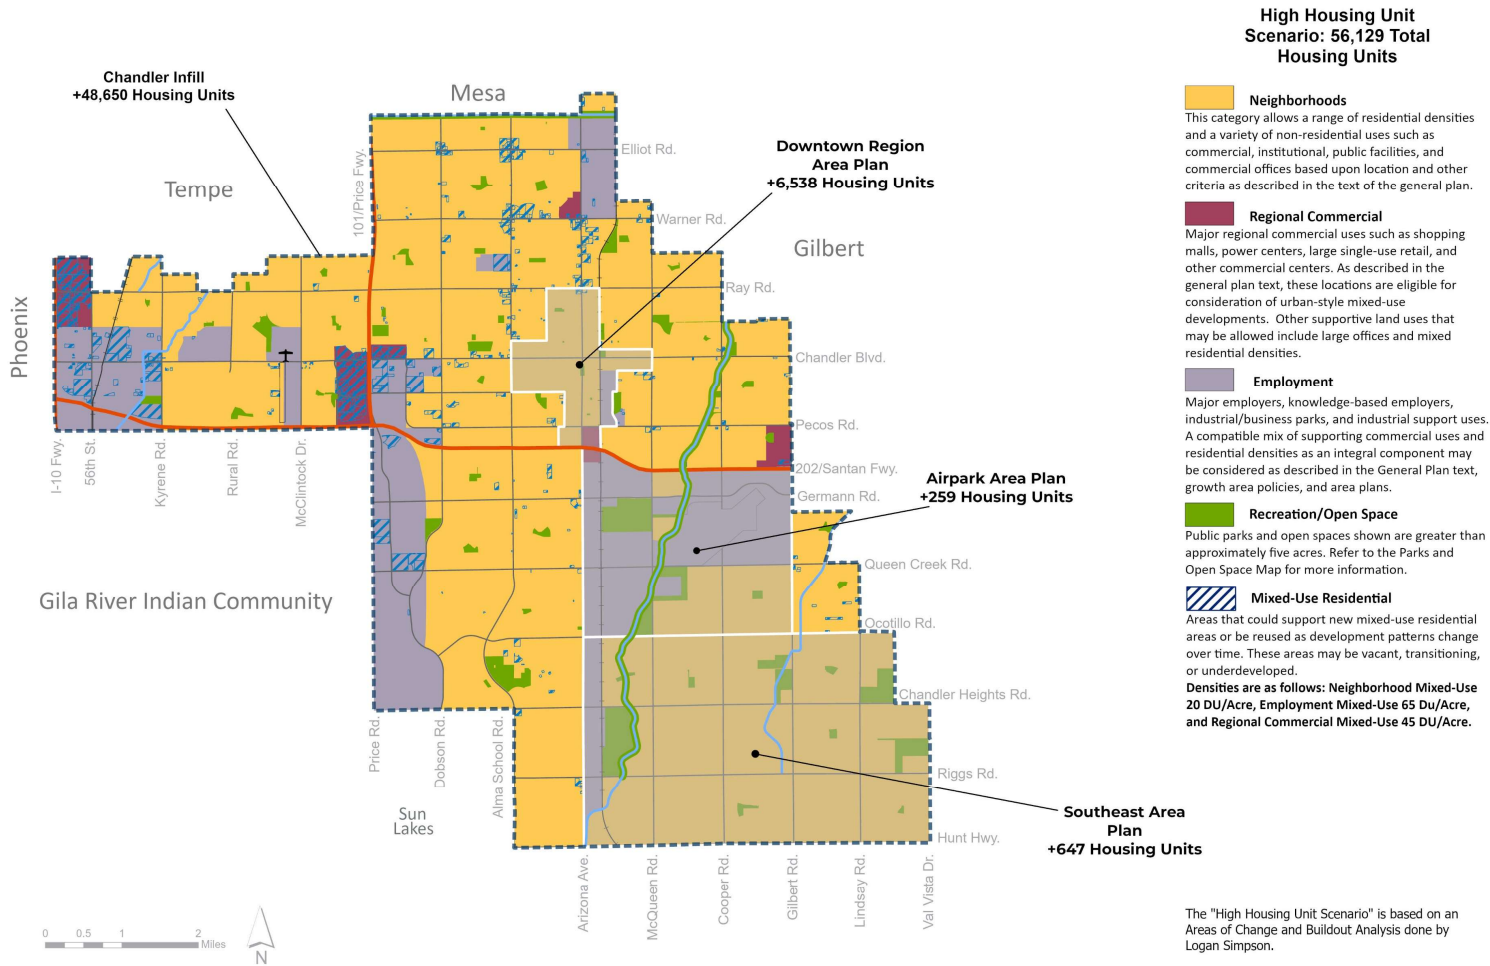 High Housing Unit
Scenario: 56,129 Total
Housing Units
Chandler Infill
+48,650 Housing Units
Mesa
Tempe
Phoenix
Gilbert
Gila River Indian Community
Sun
Lakes
Downtown Region
Area Plan
+6,538 Housing Units
Airpark Area Plan
+259 Housing Units
Southeast Area
Plan
+647 Housing Units
101/Price Fwy.
Elliot Rd.
Warner Rd.
Ray Rd.
Chandler Blvd.
Pecos Rd.
202/Santan Fwy.
Germann Rd.
Queen Creek Rd.
Ocotillo Rd.
Chandler Heights Rd.
Riggs Rd.
Hunt Hwy.
I-10 Fwy.
56th St.
Kyrene Rd.
Rural Rd.
McClintock Dr.
Price Rd.
Dobson Rd.
Alma School Rd.
Arizona Ave.
McQueen Rd.
Cooper Rd.
Gilbert Rd.
Lindsay Rd.
Val Vista Dr.
0 0.5 1 2
Miles
N
Neighborhoods
This category allows a range of residential densities
and a variety of non-residential uses such as
commercial, institutional, public facilities, and
commercial offices based upon location and other
criteria as described in the text of the general plan.
Regional Commercial
Major regional commercial uses such as shopping
malls, power centers, large single-use retail, and
other commercial centers. As described in the
general plan text, these locations are eligible for
consideration of urban-style mixed-use
developments. Other supportive land uses that
may be allowed include large offices and mixed
residential densities.
Employment
Major employers, knowledge-based employers,
industrial/business parks, and industrial support uses.
A compatible mix of supporting commercial uses and
residential densities as an integral component may
be considered as described in the General Plan text,
growth area policies, and area plans.
Recreation/Open Space
Public parks and open spaces shown are greater than
approximately five acres. Refer to the Parks and
Open Space Map for more information.
Mixed-Use Residential
Areas that could support new mixed-use residential
areas or be reused as development patterns change
over time. These areas may be vacant, transitioning,
or underdeveloped.
Densities are as follows: Neighborhood Mixed-Use
20 DU/Acre, Employment Mixed-Use 65 Du/Acre,
and Regional Commercial Mixed-Use 45 DU/Acre.
The "High Housing Unit Scenario" is based on an
Areas of Change and Buildout Analysis done by
Logan Simpson.